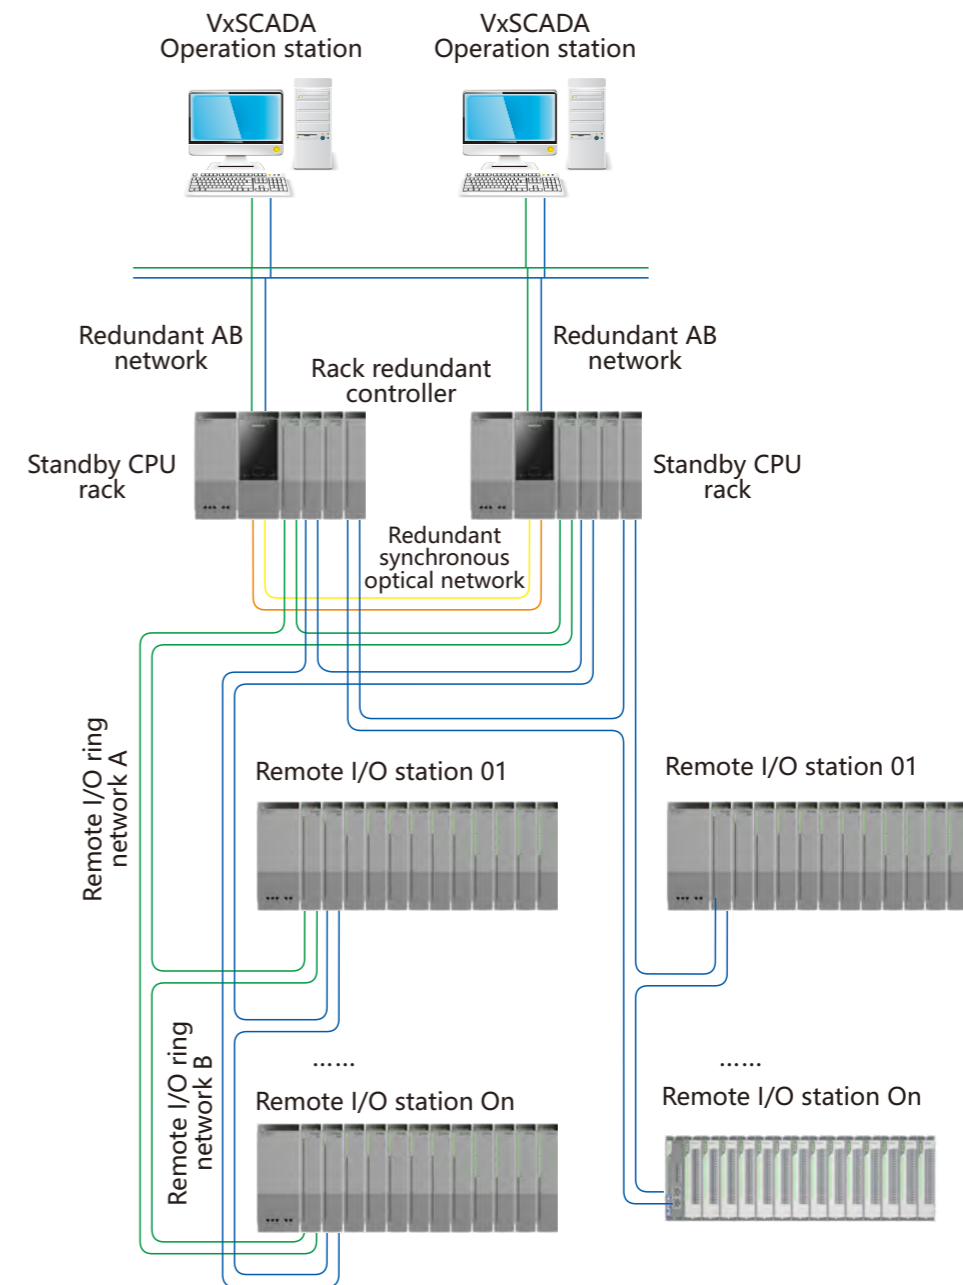 VxSCADA
Operation station
VxSCADA
Operation station
Redundant AB
network
Rack redundant
controller
Redundant AB
network
Standby CPU
rack
Standby CPU
rack
Redundant
synchronous
optical network
Remote I/O ring
network A
Remote I/O station 01
Remote I/O station 01
Remote I/O ring
network B
......
......
Remote I/O station On
Remote I/O station On